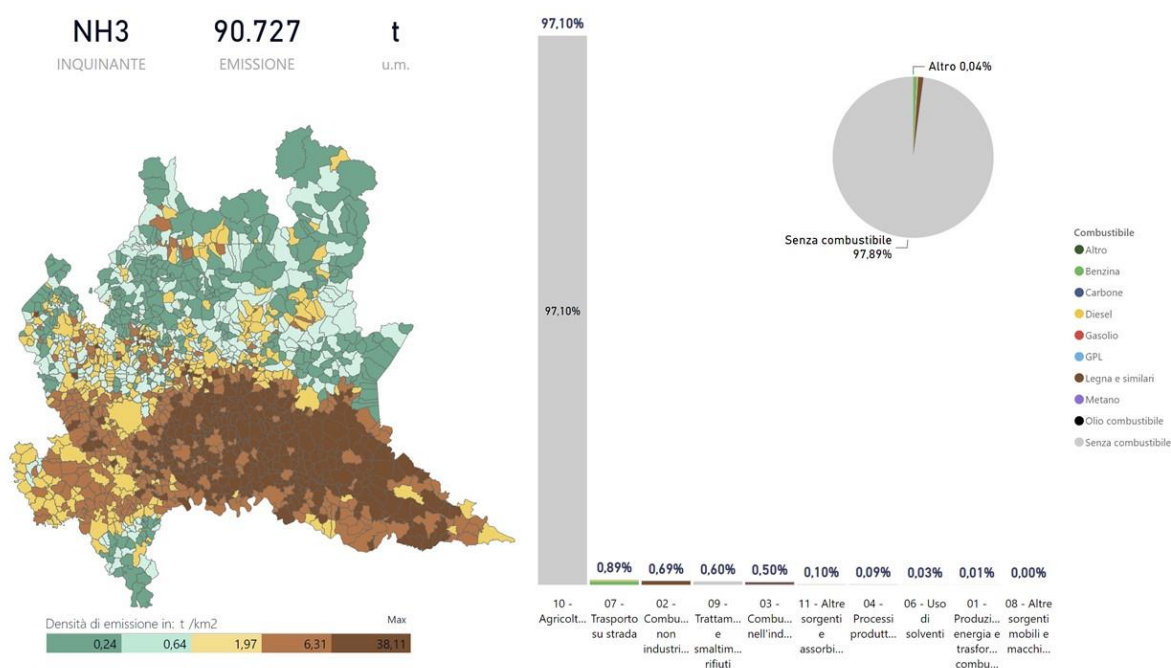 NH3 90.727 t
INQUINANTE EMISSIONE u.m.
Densità di emissione in: t /km2 Max
0,24 0,64 1,97 6,31 38,11
97,10%
97,10%
0,89% 0,69% 0,60% 0,50% 0,10% 0,09% 0,03% 0,01% 0,00%
10 -
Agricolt...
07 -
Trasporto
su strada
02 -
Combu...
non
industri...
09 -
Trattam...
e
smaltim...
rifiuti
03 -
Combu...
nell'ind...
11 - Altre
sorgenti
e
assorbi...
04 -
Processi
produtt...
06 - Uso
di
solventi
01 -
Produzi...
energia e
trasfor...
combu...
08 - Altre
sorgenti
mobili e
macchi...
Altro 0,04%
Senza combustibile
97,89%
Combustibile
Altro
Benzina
Carbone
Diesel
Gasolio
GPL
Legna e similari
Metano
Olio combustibile
Senza combustibile